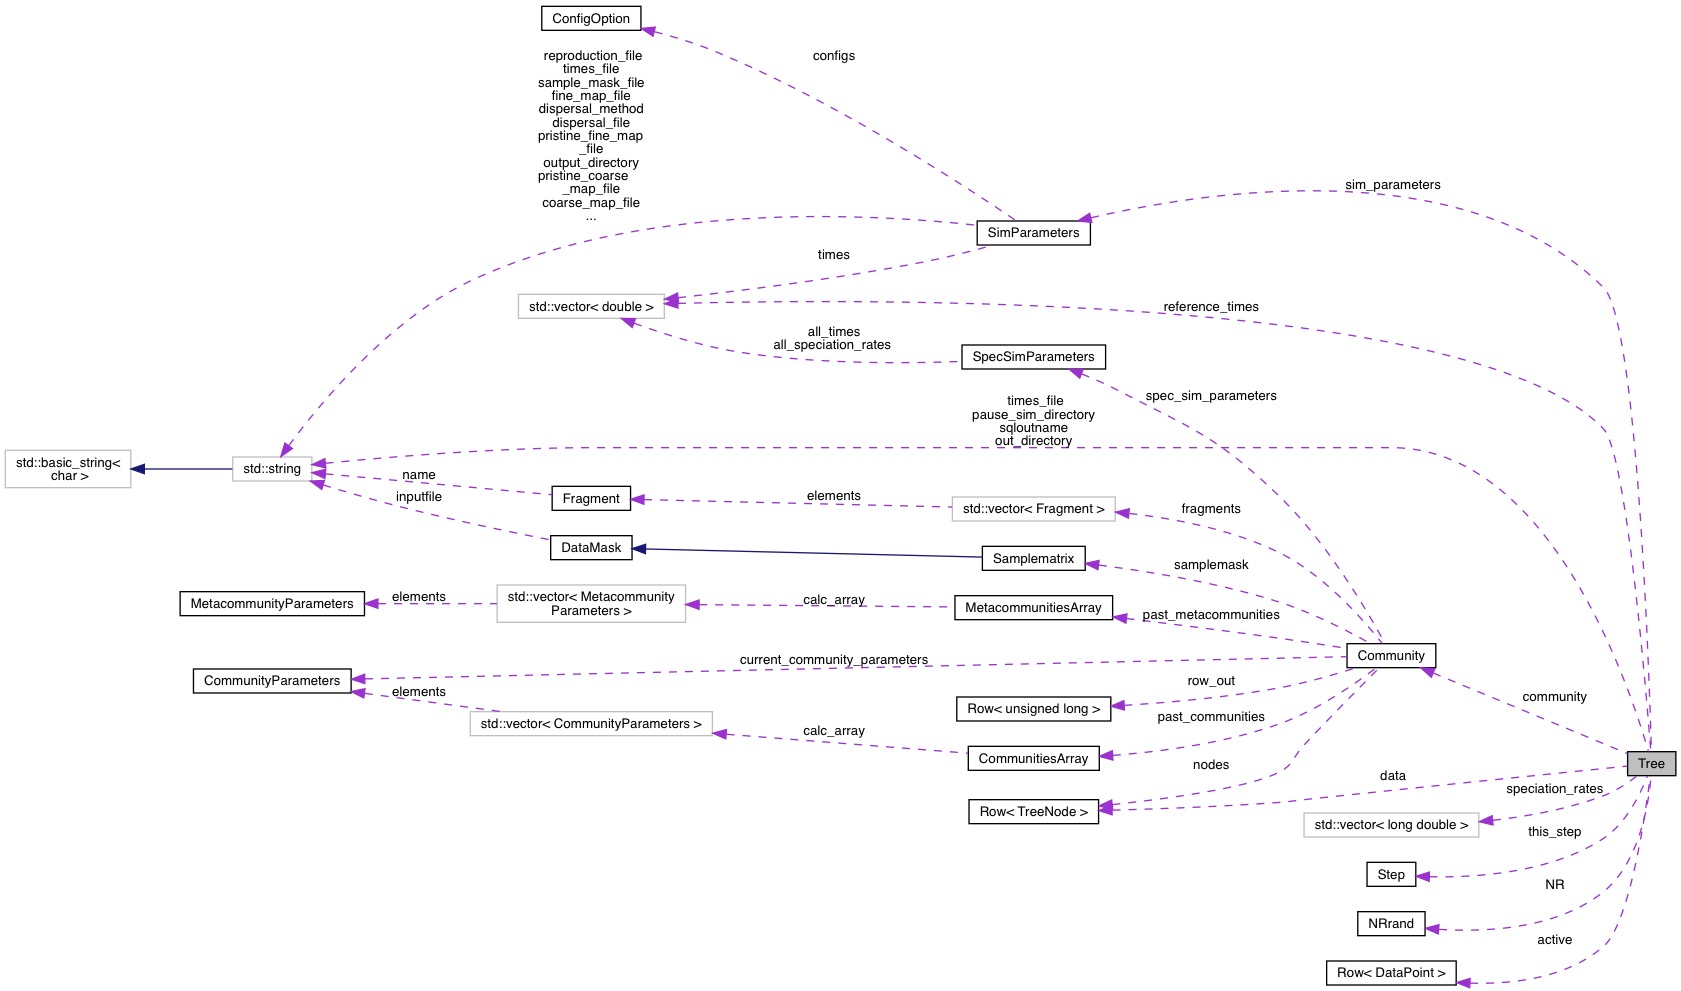 ConfigOption
configs
reproduction_file
times_file
sample_mask_file
fine_map_file
dispersal_method
dispersal_file
pristine_fine_map
_file
output_directory
pristine_coarse
_map_file
coarse_map_file
...
sim_parameters
SimParameters
times
std::vector< double >
reference_times
all_times
all_speciation_rates
SpecSimParameters
spec_sim_parameters
times_file
pause_sim_directory
sqloutname
out_directory
std::basic_string<
char >
std::string
name
inputfile
Fragment
elements
std::vector< Fragment >
fragments
DataMask
Samplematrix
samplemask
MetacommunityParameters
elements
std::vector< Metacommunity
Parameters >
calc_array
MetacommunitiesArray
past_metacommunities
Community
current_community_parameters
CommunityParameters
elements
std::vector< CommunityParameters >
calc_array
row_out
Row< unsigned long >
past_communities
CommunitiesArray
nodes
community
Tree
data
Row< TreeNode >
speciation_rates
std::vector< long double >
this_step
Step
NR
NRrand
active
Row< DataPoint >